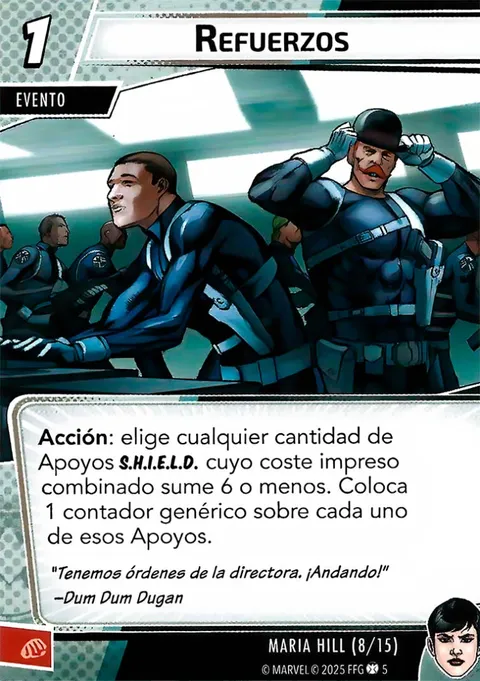 1
REFUERZOS
EVENTO
Acción: elige cualquier cantidad de
Apoyos S.H.I.E.L.D. cuyo coste impreso
combinado sume 6 o menos. Coloca
1 contador genérico sobre cada uno
de esos Apoyos.
"Tenemos órdenes de la directora. ¡Andando!"
–Dum Dum Dugan
MARIA HILL (8/15)
© MARVEL © 2025 FFG 5